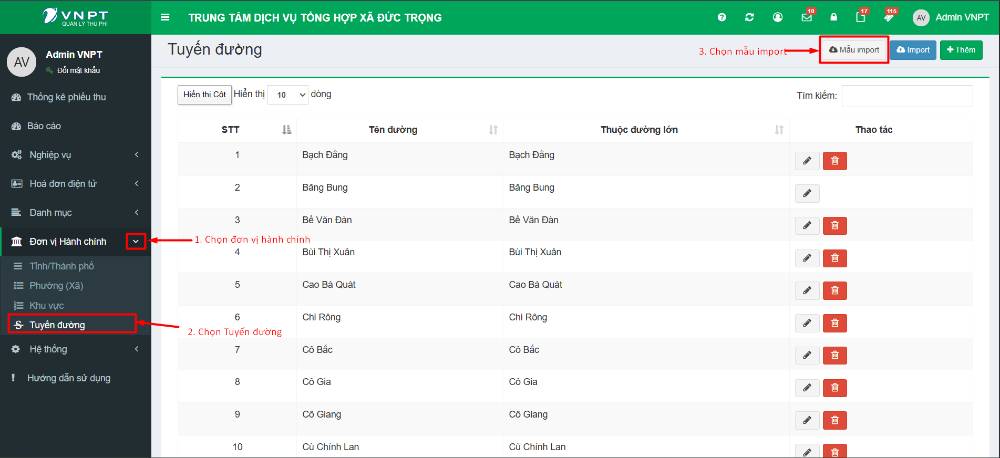 VNPT
QUẢN LÝ THU PHÍ
TRUNG TÂM DỊCH VỤ TỔNG HỢP XÃ ĐỨC TRỌNG
10
17
115
AV
Admin VNPT
AV
Admin VNPT
Đổi mật khẩu
Thống kê phiếu thu
Báo cáo
Nghiệp vụ
Hoá đơn điện tử
Danh mục
Đơn vị Hành chính
Tỉnh/Thành phố
Phường (Xã)
Khu vực
Tuyến đường
Hệ thống
Hướng dẫn sử dụng
Tuyến đường
3. Chọn mẫu import
Mẫu import
Import
Thêm
Hiển thị Cột
Hiển thị 10 dòng
Tìm kiếm:
STT Tên đường Thuộc đường lớn Thao tác
1 Bạch Đằng Bạch Đằng
2 Băng Bung Băng Bung
3 Bế Văn Đàn Bế Văn Đàn
1. Chọn đơn vị hành chính
4 Bùi Thị Xuân Bùi Thị Xuân
5 Cao Bá Quát Cao Bá Quát
6 Chi Rông Chi Rông
2. Chọn Tuyến đường
7 Cô Bắc Cô Bắc
8 Cô Gia Cô Gia
9 Cô Giang Cô Giang
10 Cù Chính Lan Cù Chính Lan